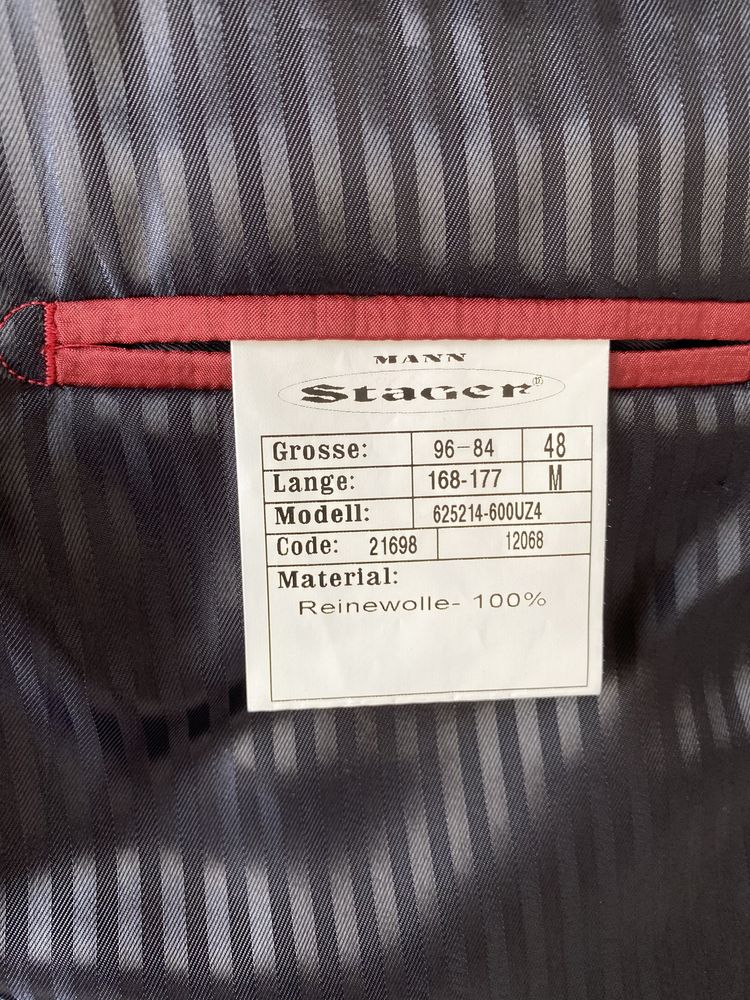 MANN
Stager®
Grosse: 96-84 48
Lange: 168-177 M
Modell: 625214-600UZ4
Code: 21698 12068
Material:
Reinewolle- 100%